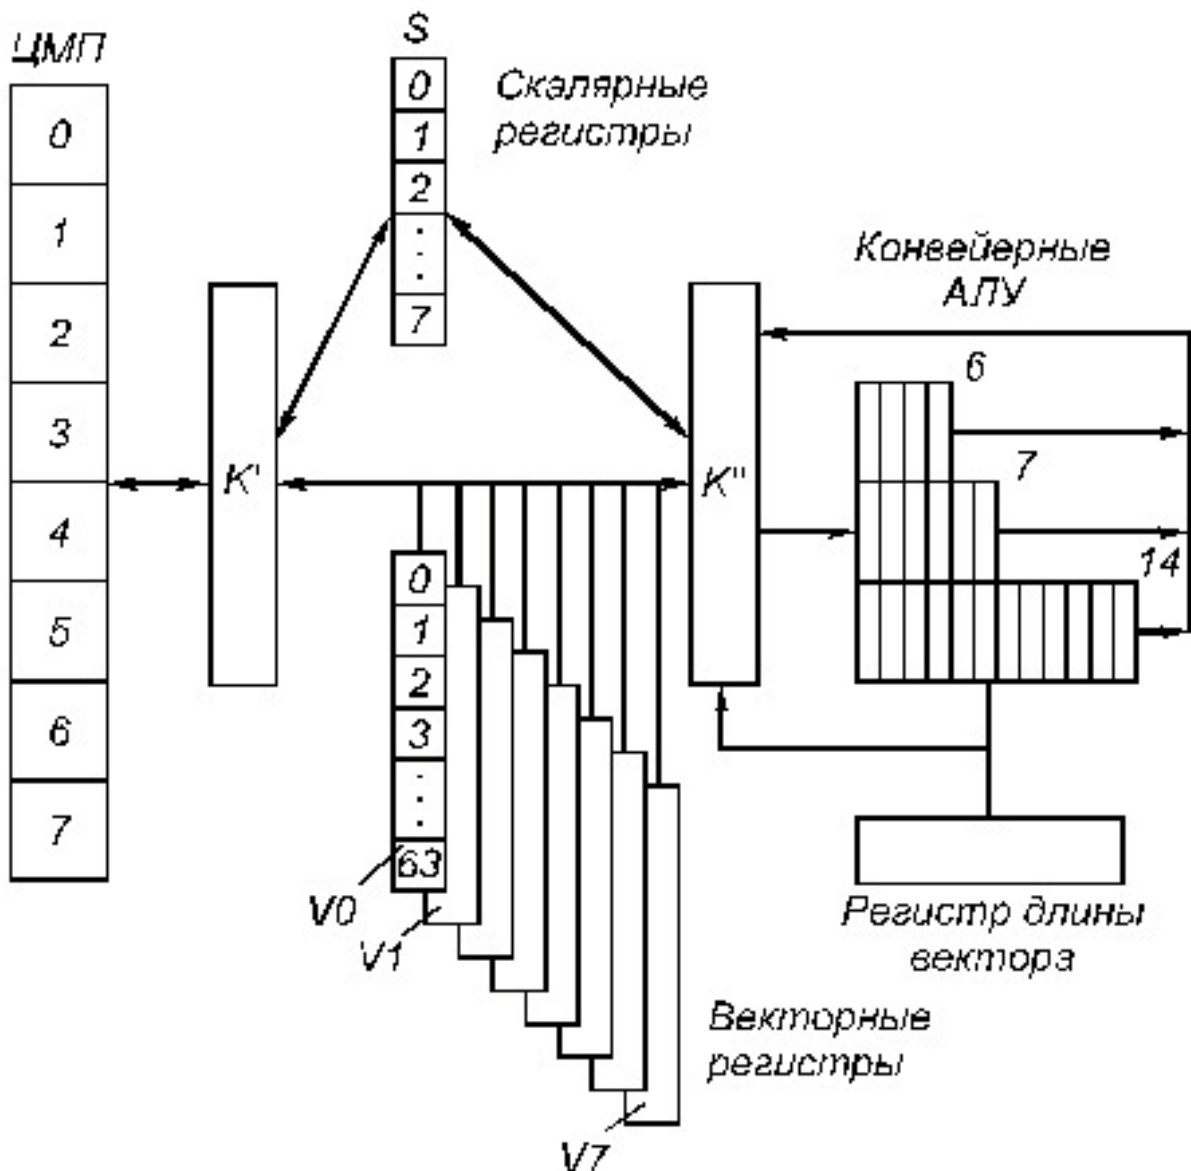 ЦМП
0
1
2
3
4
5
6
7
S
0
1
2
7
Скалярные
регистры
K'
K"
Конвейерные
АЛУ
6
7
14
0
1
2
3
63
V0
V1
V7
Векторные
регистры
Регистр длины
вектора